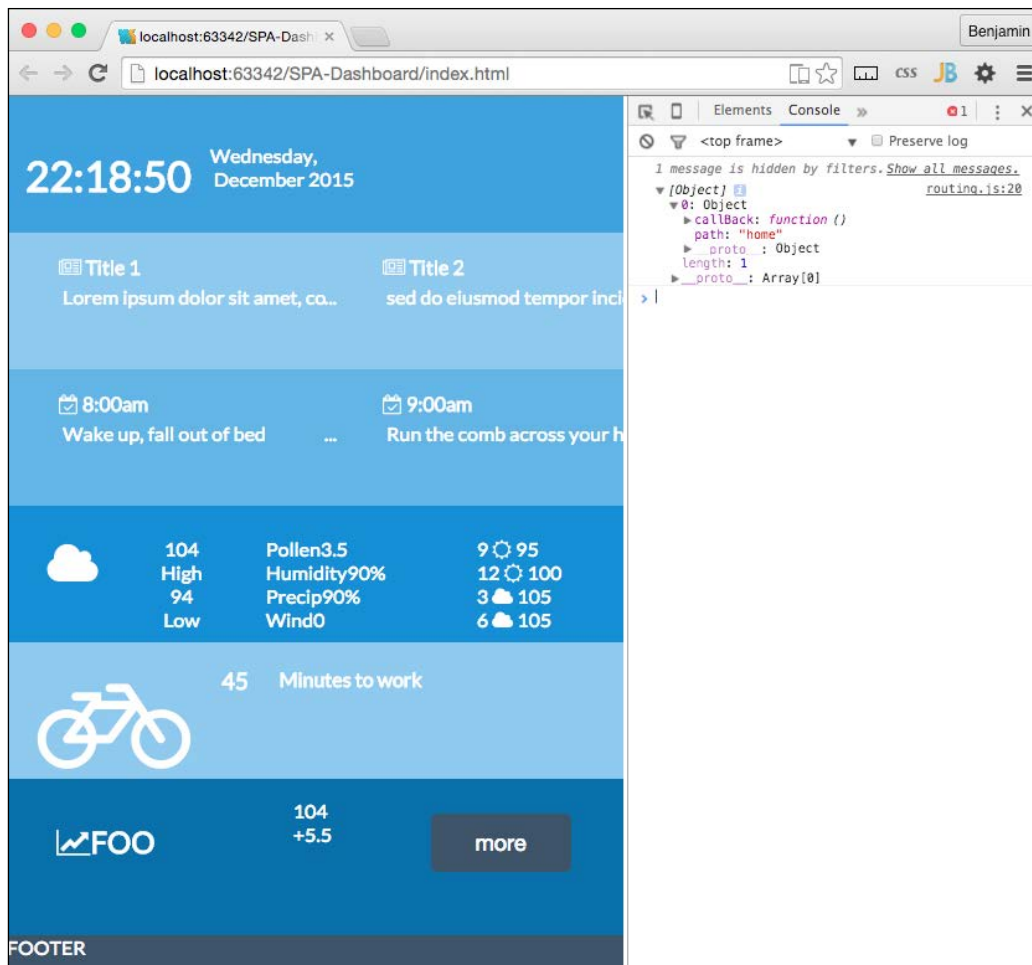 localhost:63342/SPA-Dash
Benjamin
localhost:63342/SPA-Dashboard/index.html
CSS JB
22:18:50
Wednesday,
December 2015
Title 1
Lorem ipsum dolor sit amet, co...
Title 2
sed do eiusmod tempor inci
8:00am
Wake up, fall out of bed ...
9:00am
Run the comb across your h
104
High
94
Low
Pollen3.5
Humidity90%
Precip90%
Wind0
9 95
12 100
3 105
6 105
45 Minutes to work
FOO
104
+5.5
more
FOOTER
Elements Console » 1
<top frame> Preserve log
1 message is hidden by filters. Show all messages.
[Object] routing.js:20
0: Object
callBack: function ()
path: "home"
__proto__: Object
length: 1
__proto__: Array[0]
>